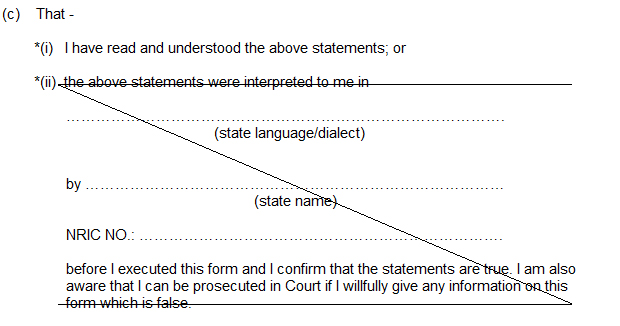 (c) That -
*(i) I have read and understood the above statements; or
*(ii) the above statements were interpreted to me in
................................................................................................
(state language/dialect)
by ................................................................................................
(state name)
NRIC NO.: ................................................................................
before I executed this form and I confirm that the statements are true. I am also
aware that I can be prosecuted in Court if I willfully give any information on this
form which is false.